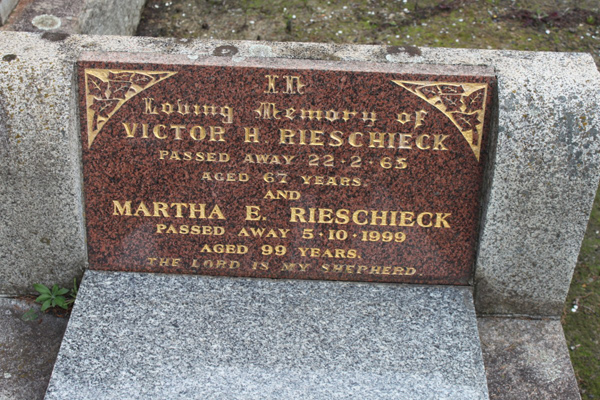 IN
Loving Memory of
VICTOR H. RIESCHIECK
PASSED AWAY 22·2·65
AGED 67 YEARS.
AND
MARTHA E. RIESCHIECK
PASSED AWAY 5·10·1999
AGED 99 YEARS.
THE LORD IS MY SHEPHERD.